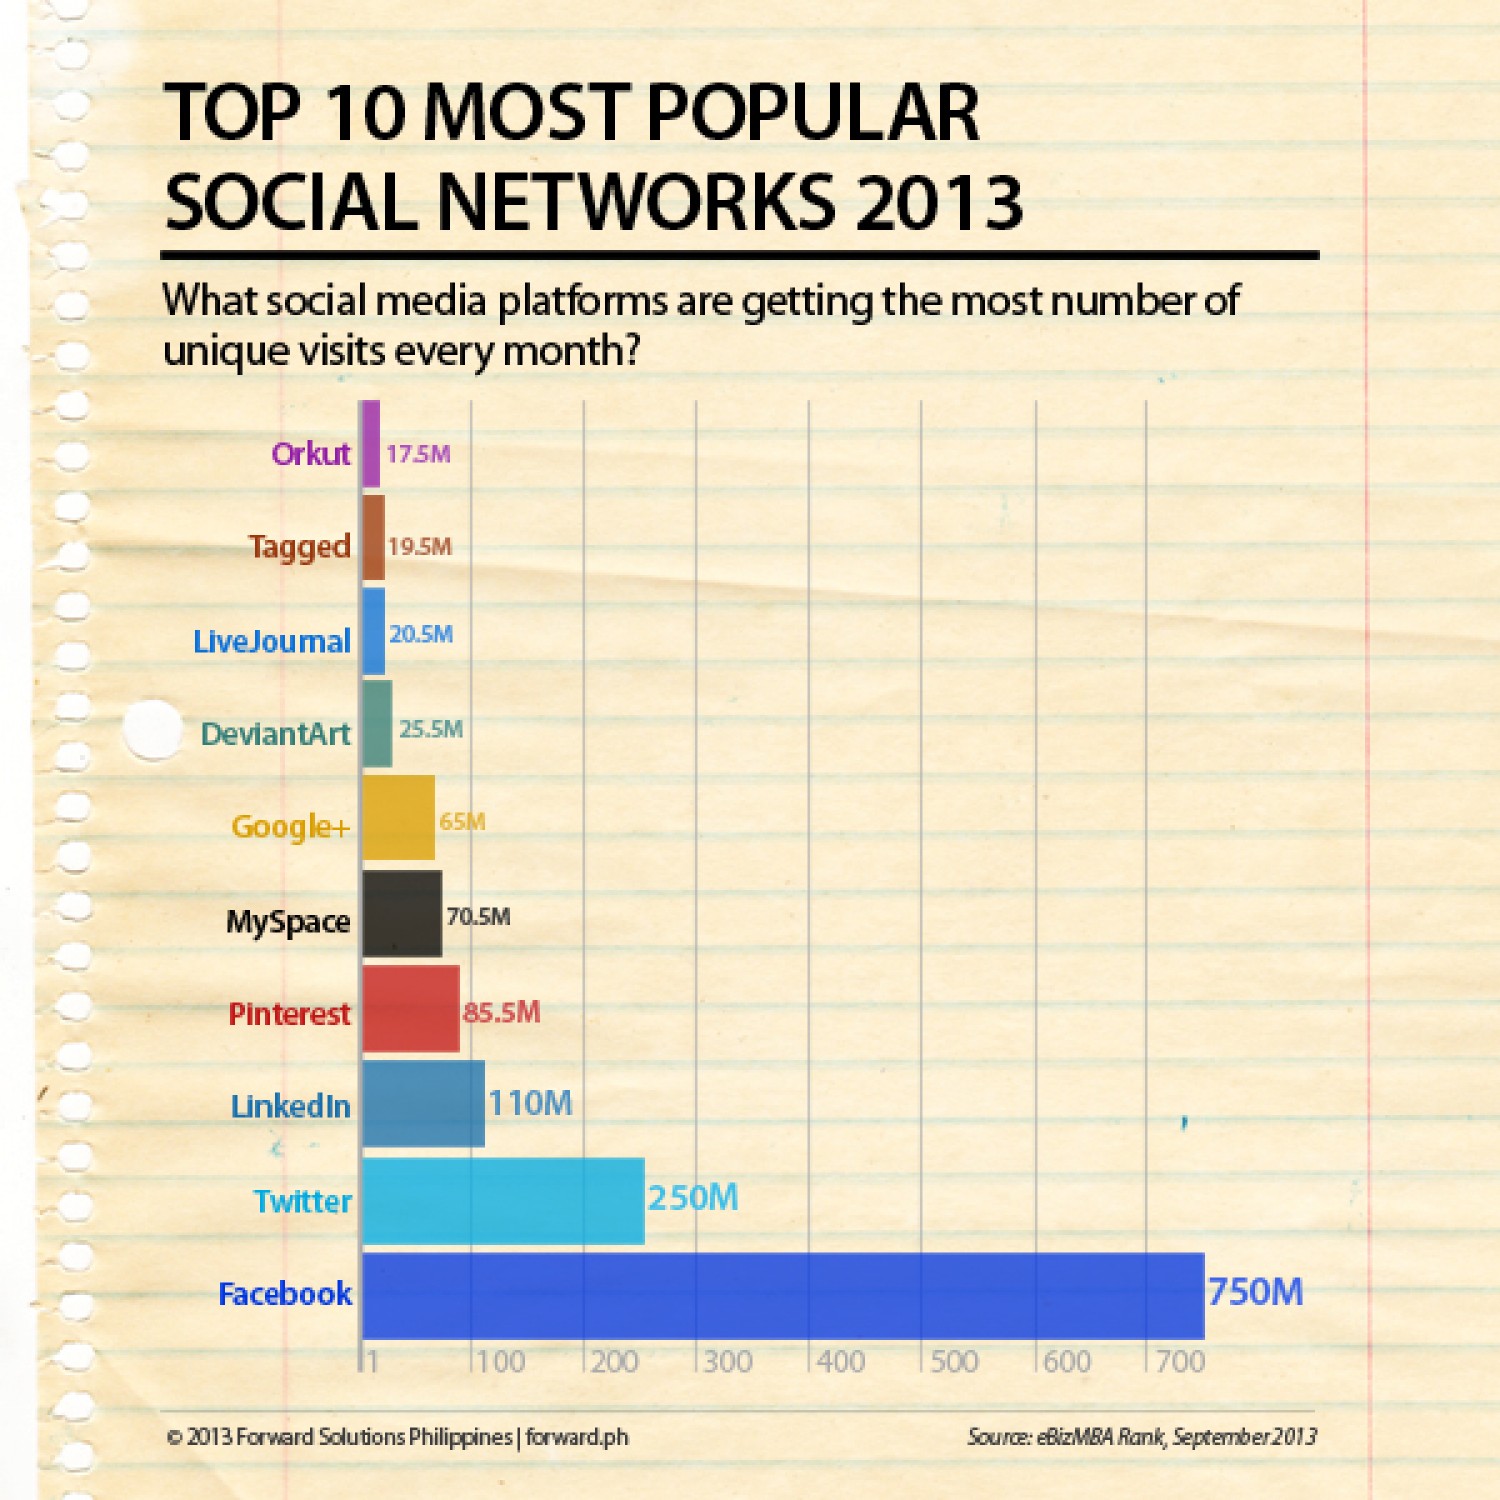 TOP 10 MOST POPULAR
SOCIAL NETWORKS 2013
What social media platforms are getting the most number of
unique visits every month?
Orkut 17.5M
Tagged 19.5M
LiveJournal 20.5M
DeviantArt 25.5M
Google+ 65M
MySpace 70.5M
Pinterest 85.5M
LinkedIn 110M
Twitter 250M
Facebook 750M
1 100 200 300 400 500 600 700
© 2013 Forward Solutions Philippines | forward.ph
Source: eBizMBA Rank, September 2013